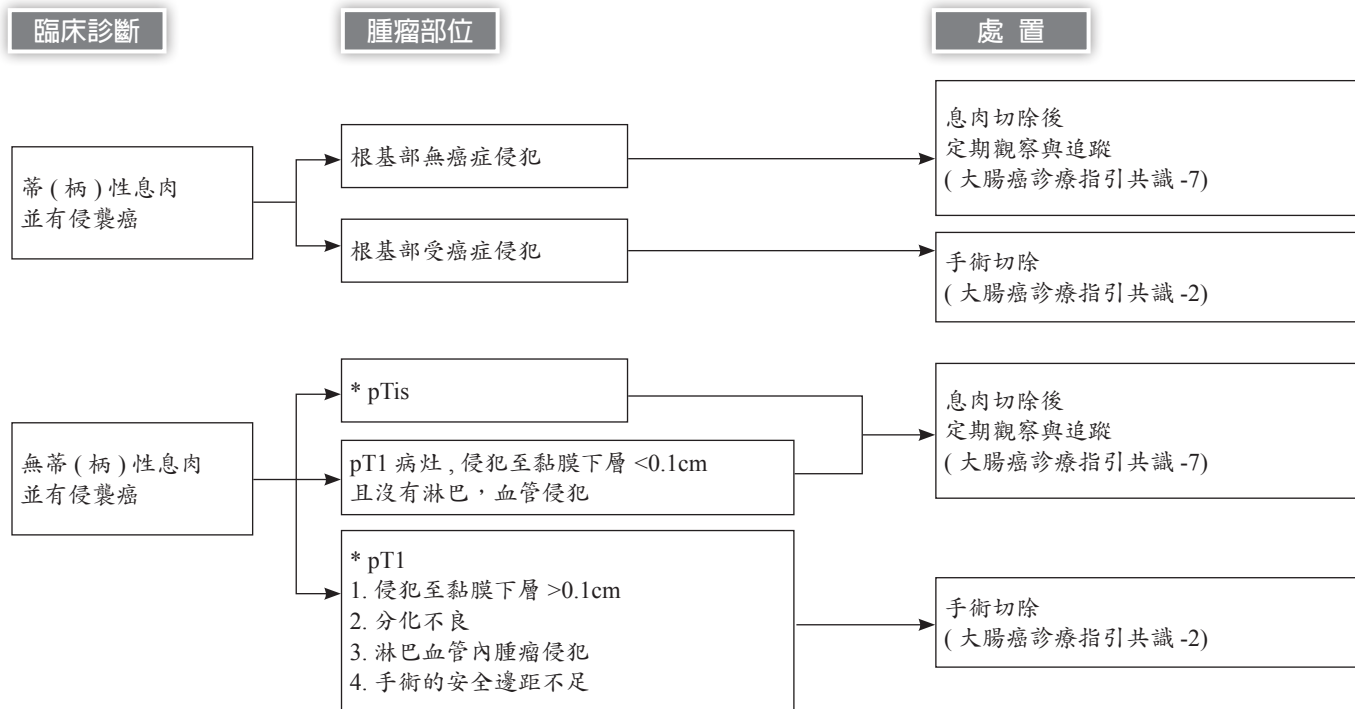 臨床診斷
腫瘤部位
處 置
蒂 ( 柄 ) 性息肉
並有侵襲癌
根基部無癌症侵犯
息肉切除後
定期觀察與追蹤
( 大腸癌診療指引共識 -7)
根基部受癌症侵犯
手術切除
( 大腸癌診療指引共識 -2)
無蒂 ( 柄 ) 性息肉
並有侵襲癌
* pTis
pT1 病灶 , 侵犯至黏膜下層 <0.1cm
且沒有淋巴，血管侵犯
息肉切除後
定期觀察與追蹤
( 大腸癌診療指引共識 -7)
* pT1
1. 侵犯至黏膜下層 >0.1cm
2. 分化不良
3. 淋巴血管內腫瘤侵犯
4. 手術的安全邊距不足
手術切除
( 大腸癌診療指引共識 -2)